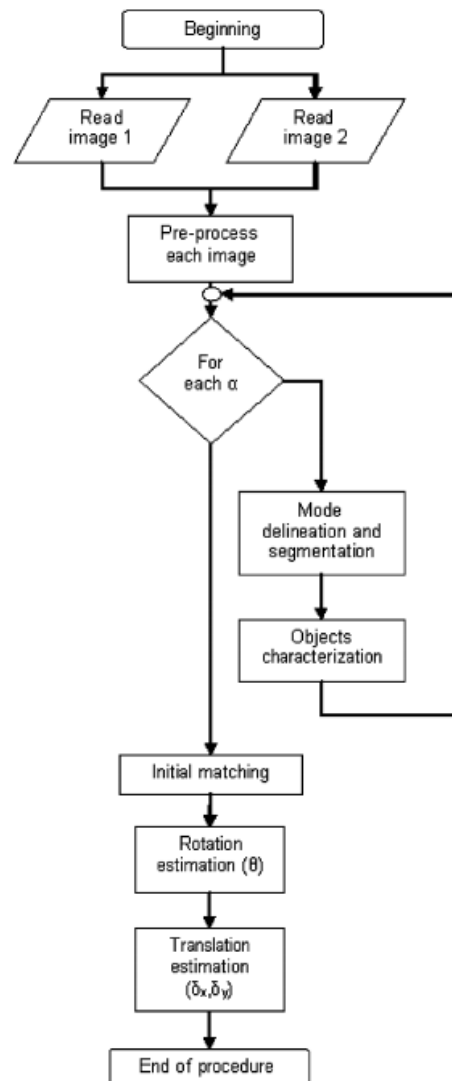 Beginning
Read
image 1
Read
image 2
Pre-process
each image
For
each α
Mode
delineation and
segmentation
Objects
characterization
Initial matching
Rotation
estimation (θ)
Translation
estimation
(δx,δy)
End of procedure